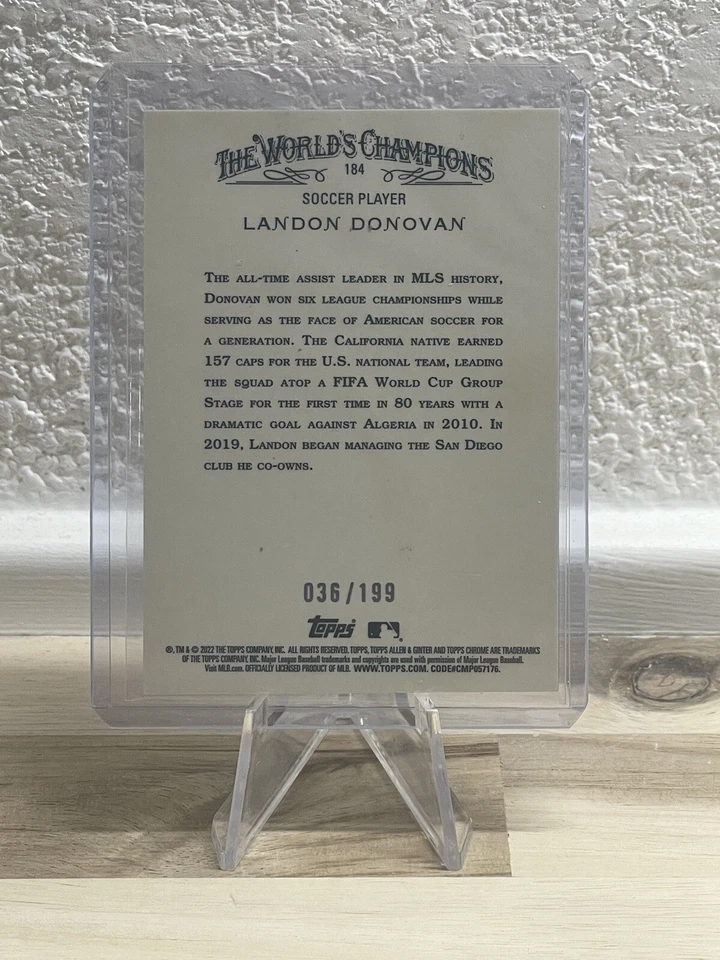 THE WORLD'S CHAMPIONS
184
SOCCER PLAYER
LANDON DONOVAN
THE ALL-TIME ASSIST LEADER IN MLS HISTORY,
DONOVAN WON SIX LEAGUE CHAMPIONSHIPS WHILE
SERVING AS THE FACE OF AMERICAN SOCCER FOR
A GENERATION. THE CALIFORNIA NATIVE EARNED
157 CAPS FOR THE U.S. NATIONAL TEAM, LEADING
THE SQUAD ATOP A FIFA WORLD CUP GROUP
STAGE FOR THE FIRST TIME IN 80 YEARS WITH A
DRAMATIC GOAL AGAINST ALGERIA IN 2010. IN
2019, LANDON BEGAN MANAGING THE SAN DIEGO
CLUB HE CO-OWNS.
036/199
Topps
®, TM & © 2022 THE TOPPS COMPANY, INC. ALL RIGHTS RESERVED. TOPPS, TOPPS ALLEN & GINTER AND TOPPS CHROME ARE TRADEMARKS
OF THE TOPPS COMPANY, INC. Major League Baseball trademarks and copyrights are used with permission of Major League Baseball.
Visit MLB.com. OFFICIALLY LICENSED PRODUCT OF MLB. WWW.TOPPS.COM. CODE#CMP057176.